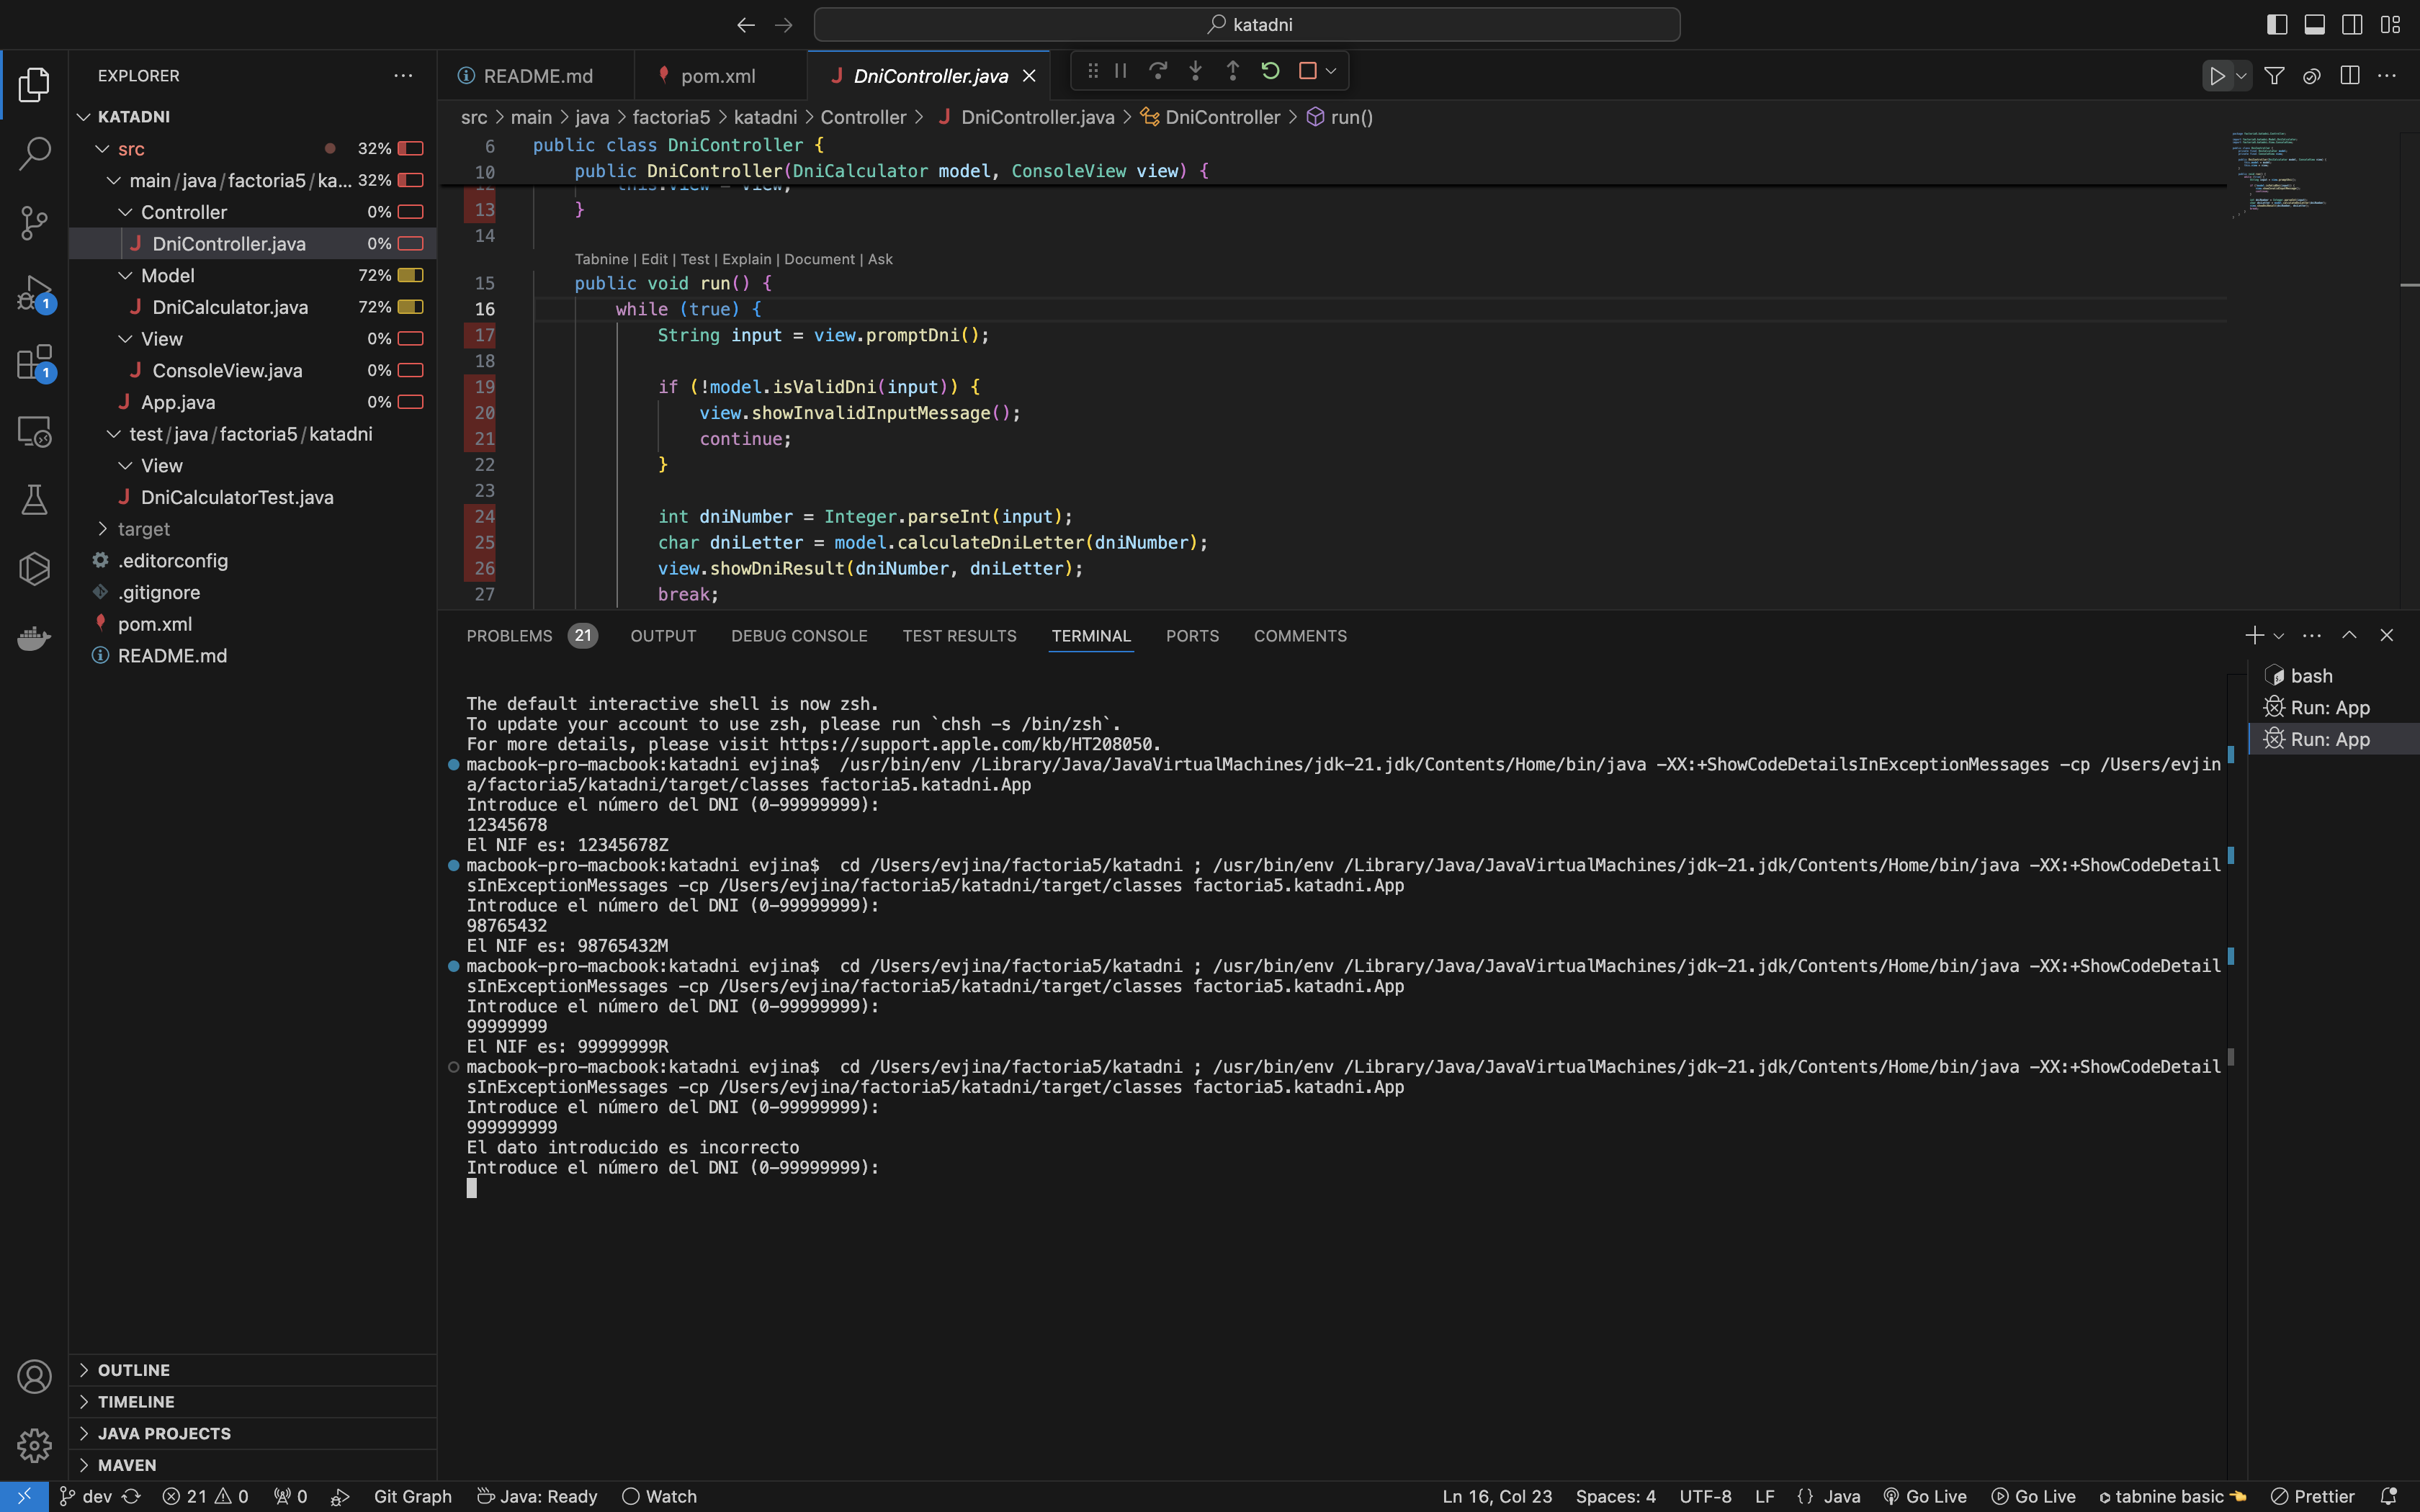 katadni
EXPLORER
KATADNI
src 32%
main/java/factoria5/ka... 32%
Controller 0%
DniController.java 0%
Model 72%
DniCalculator.java 72%
View 0%
ConsoleView.java 0%
App.java 0%
test/java/factoria5/katadni
View
DniCalculatorTest.java
target
.editorconfig
.gitignore
pom.xml
README.md
1
1
OUTLINE
TIMELINE
JAVA PROJECTS
MAVEN
README.md pom.xml DniController.java
src > main > java > factoria5 > katadni > Controller > DniController.java > DniController > run()
6 public class DniController {
10 public DniController(DniCalculator model, ConsoleView view) {
12 this.view = view;
13 }
14
Tabnine | Edit | Test | Explain | Document | Ask
15 public void run() {
16 while (true) {
17 String input = view.promptDni();
18
19 if (!model.isValidDni(input)) {
20 view.showInvalidInputMessage();
21 continue;
22 }
23
24 int dniNumber = Integer.parseInt(input);
25 char dniLetter = model.calculateDniLetter(dniNumber);
26 view.showDniResult(dniNumber, dniLetter);
27 break;
PROBLEMS 21 OUTPUT DEBUG CONSOLE TEST RESULTS TERMINAL PORTS COMMENTS
The default interactive shell is now zsh.
To update your account to use zsh, please run `chsh -s /bin/zsh`.
For more details, please visit https://support.apple.com/kb/HT208050.
macbook-pro-macbook:katadni evjina$  /usr/bin/env /Library/Java/JavaVirtualMachines/jdk-21.jdk/Contents/Home/bin/java -XX:+ShowCodeDetailsInExceptionMessages -cp /Users/evjin
a/factoria5/katadni/target/classes factoria5.katadni.App
Introduce el número del DNI (0-99999999):
12345678
El NIF es: 12345678Z
macbook-pro-macbook:katadni evjina$  cd /Users/evjina/factoria5/katadni ; /usr/bin/env /Library/Java/JavaVirtualMachines/jdk-21.jdk/Contents/Home/bin/java -XX:+ShowCodeDetail
sInExceptionMessages -cp /Users/evjina/factoria5/katadni/target/classes factoria5.katadni.App
Introduce el número del DNI (0-99999999):
98765432
El NIF es: 98765432M
macbook-pro-macbook:katadni evjina$  cd /Users/evjina/factoria5/katadni ; /usr/bin/env /Library/Java/JavaVirtualMachines/jdk-21.jdk/Contents/Home/bin/java -XX:+ShowCodeDetail
sInExceptionMessages -cp /Users/evjina/factoria5/katadni/target/classes factoria5.katadni.App
Introduce el número del DNI (0-99999999):
99999999
El NIF es: 99999999R
macbook-pro-macbook:katadni evjina$  cd /Users/evjina/factoria5/katadni ; /usr/bin/env /Library/Java/JavaVirtualMachines/jdk-21.jdk/Contents/Home/bin/java -XX:+ShowCodeDetail
sInExceptionMessages -cp /Users/evjina/factoria5/katadni/target/classes factoria5.katadni.App
Introduce el número del DNI (0-99999999):
999999999
El dato introducido es incorrecto
Introduce el número del DNI (0-99999999):
bash
Run: App
Run: App
dev 21 0 0 Git Graph Java: Ready Watch Ln 16, Col 23 Spaces: 4 UTF-8 LF {} Java Go Live Go Live tabnine basic Prettier